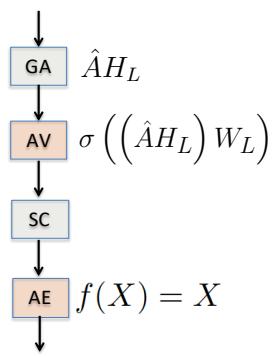 GA ÂH_L
AV σ((ÂH_L)W_L)
SC
AE f(X) = X